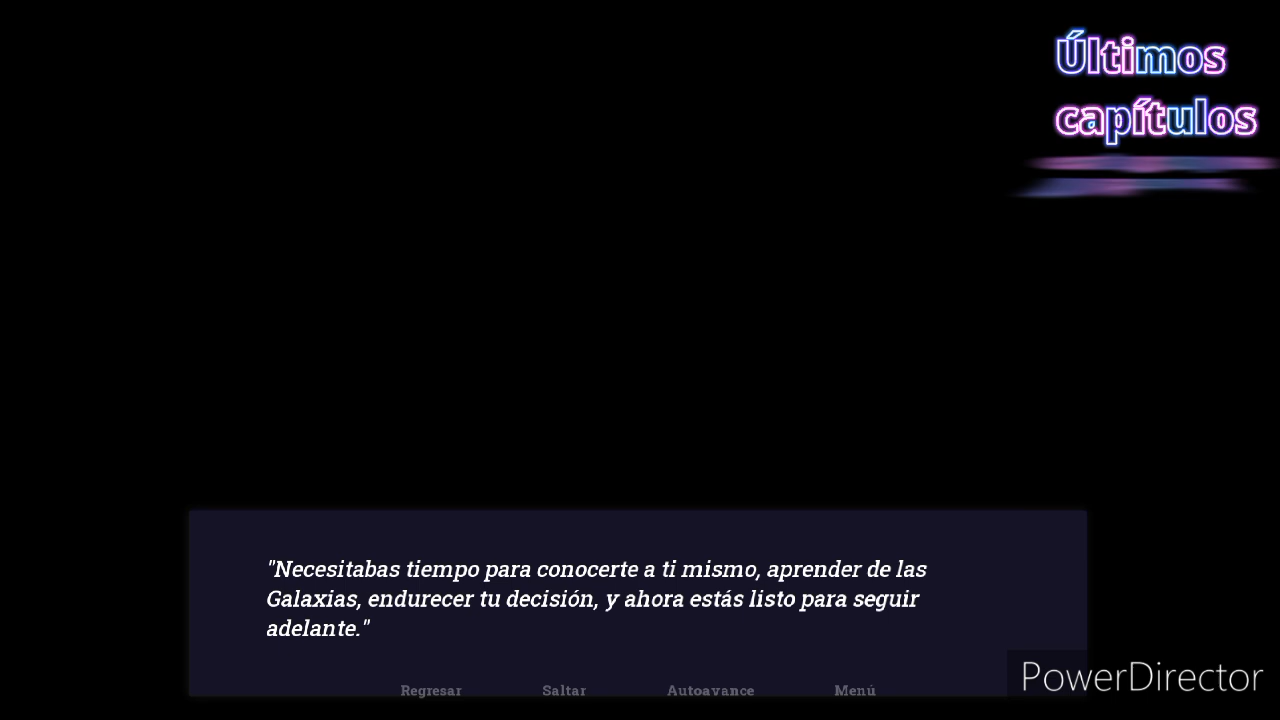 Últimos
capítulos
"Necesitabas tiempo para conocerte a ti mismo, aprender de las
Galaxias, endurecer tu decisión, y ahora estás listo para seguir
adelante."
Regresar Saltar Autoavance Menú
PowerDirector